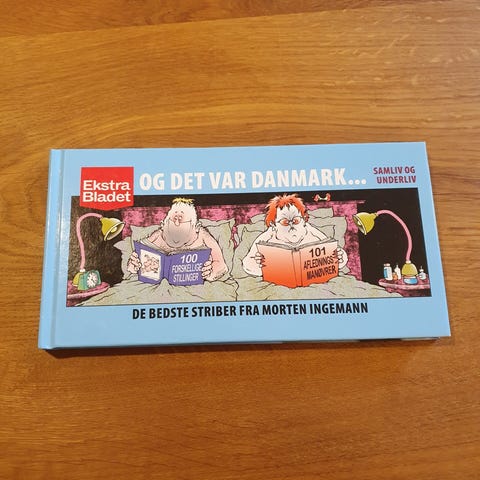 Ekstra
Bladet
OG DET VAR DANMARK...
SAMLIV OG
UNDERLIV
100
FORSKELLIGE
STILLINGER
101
AFLEDNINGS
MANØVRER
DE BEDSTE STRIBER FRA MORTEN INGEMANN